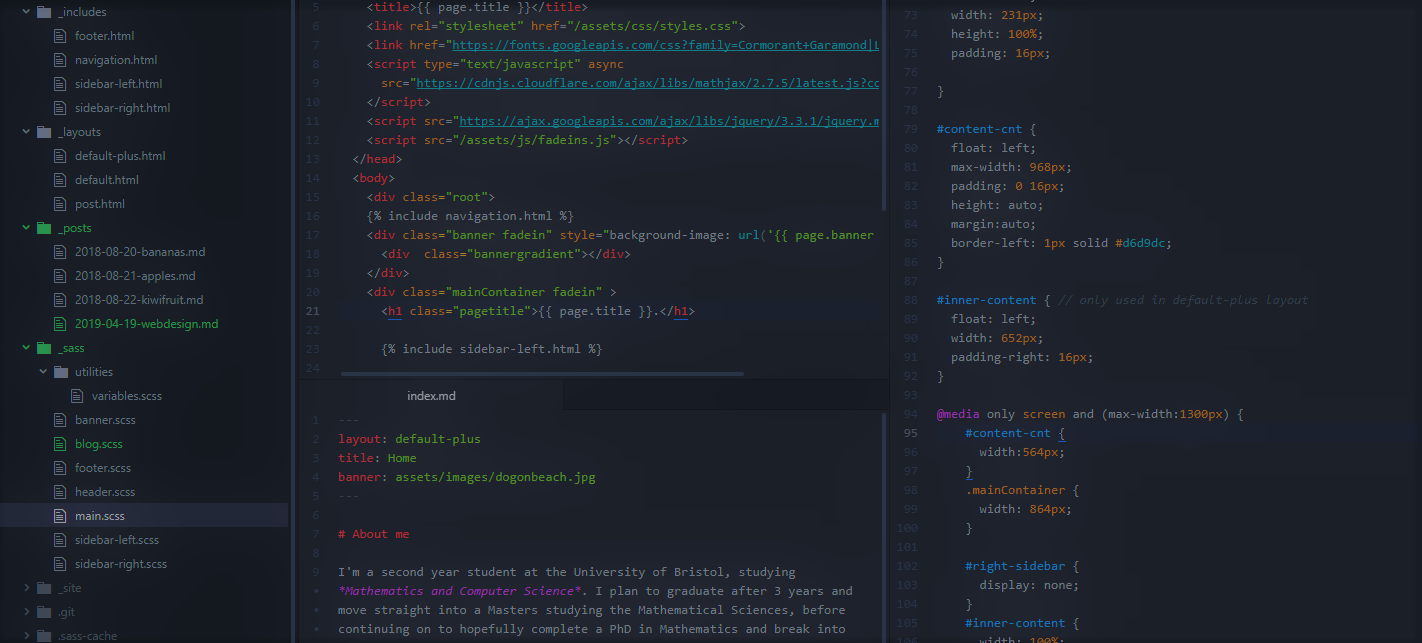 _includes
footer.html
navigation.html
sidebar-left.html
sidebar-right.html
_layouts
default-plus.html
default.html
post.html
_posts
2018-08-20-bananas.md
2018-08-21-apples.md
2018-08-22-kiwifruit.md
2019-04-19-webdesign.md
_sass
utilities
variables.scss
banner.scss
blog.scss
footer.scss
header.scss
main.scss
sidebar-left.scss
sidebar-right.scss
_site
.git
.sass-cache
5 <title>{{ page.title }}</title>
6 <link rel="stylesheet" href="/assets/css/styles.css">
7 <link href="https://fonts.googleapis.com/css?family=Cormorant+Garamond|L
8 <script type="text/javascript" async
9 src="https://cdnjs.cloudflare.com/ajax/libs/mathjax/2.7.5/latest.js?co
10 </script>
11 <script src="https://ajax.googleapis.com/ajax/libs/jquery/3.3.1/jquery.m
12 <script src="/assets/js/fadeins.js"></script>
13 </head>
14 <body>
15 <div class="root">
16 {% include navigation.html %}
17 <div class="banner fadein" style="background-image: url('{{ page.banner
18 <div  class="bannergradient"></div>
19 </div>
20 <div class="mainContainer fadein" >
21 <h1 class="pagetitle">{{ page.title }}.</h1>
22
23 {% include sidebar-left.html %}
24
index.md
1 ---
2 layout: default-plus
3 title: Home
4 banner: assets/images/dogonbeach.jpg
5 ---
6
7 # About me
8
9 I'm a second year student at the University of Bristol, studying
• *Mathematics and Computer Science*. I plan to graduate after 3 years and
• move straight into a Masters studying the Mathematical Sciences, before
• continuing on to hopefully complete a PhD in Mathematics and break into
73 width: 231px;
74 height: 100%;
75 padding: 16px;
76
77 }
78
79 #content-cnt {
80 float: left;
81 max-width: 968px;
82 padding: 0 16px;
83 height: auto;
84 margin:auto;
85 border-left: 1px solid #d6d9dc;
86 }
87
88 #inner-content { // only used in default-plus layout
89 float: left;
90 width: 652px;
91 padding-right: 16px;
92 }
93
94 @media only screen and (max-width:1300px) {
95 #content-cnt {
96 width:564px;
97 }
98 .mainContainer {
99 width: 864px;
100 }
101
102 #right-sidebar {
103 display: none;
104 }
105 #inner-content {
106 width: 100%;